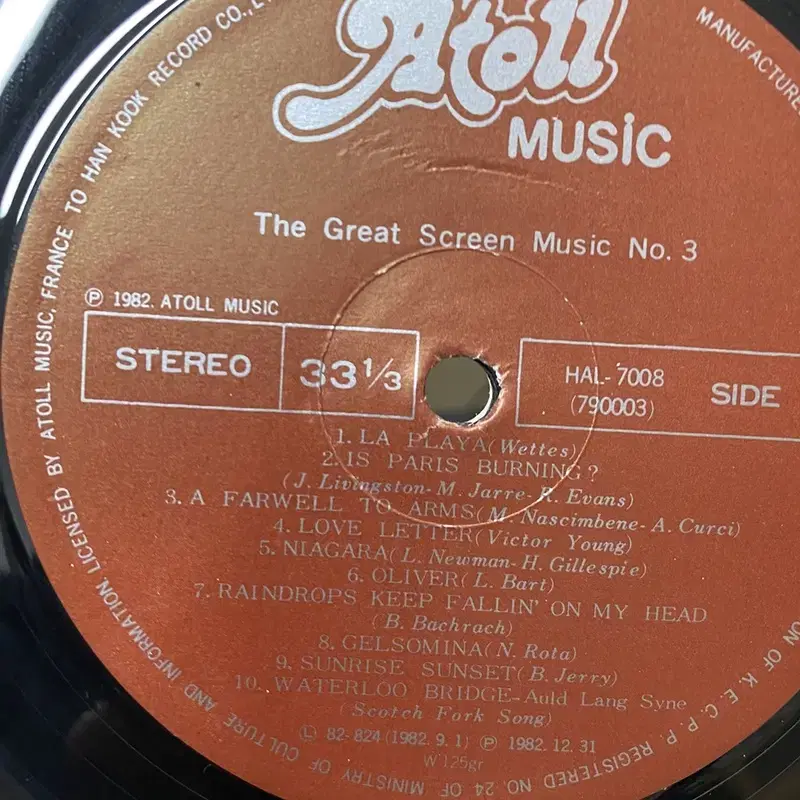 Atoll
MUSiC
The Great Screen Music No. 3
Ⓟ 1982. ATOLL MUSIC
STEREO 33 1/3
HAL-7008 SIDE
(790003)
1. LA PLAYA(Wettes)
2. IS PARIS BURNING?
(J. Livingston-M. Jarre-R. Evans)
3. A FARWELL TO ARMS(M. Nascimbene-A. Curci)
4. LOVE LETTER(Victor Young)
5. NIAGARA(L. Newman-H. Gillespie)
6. OLIVER(L. Bart)
7. RAINDROPS KEEP FALLIN' ON MY HEAD
(B. Bachrach)
8. GELSOMINA(N. Rota)
9. SUNRISE SUNSET(B. Jerry)
10. WATERLOO BRIDGE-Auld Lang Syne
(Scotch Fork Song)
Ⓛ 82-824(1982.9.1) Ⓟ 1982.12.31
W 125gr
LICENSED BY ATOLL MUSIC, FRANCE TO HAN KOOK RECORD CO.,
MANUFACTURE
ON OF K.E.C.P.P. REGISTERED NO. 24 OF MINISTRY OF CULTURE AND INFORMATION